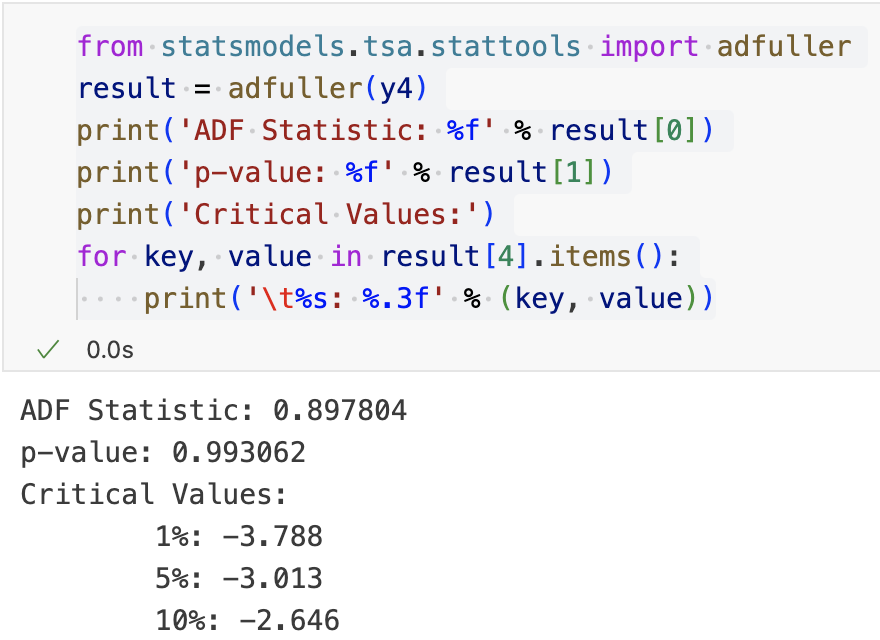 from statsmodels.tsa.stattools import adfuller
result = adfuller(y4)
print('ADF Statistic: %f' % result[0])
print('p-value: %f' % result[1])
print('Critical Values:')
for key, value in result[4].items():
    print('\t%s: %.3f' % (key, value))
0.0s
ADF Statistic: 0.897804
p-value: 0.993062
Critical Values:
	1%: -3.788
	5%: -3.013
	10%: -2.646